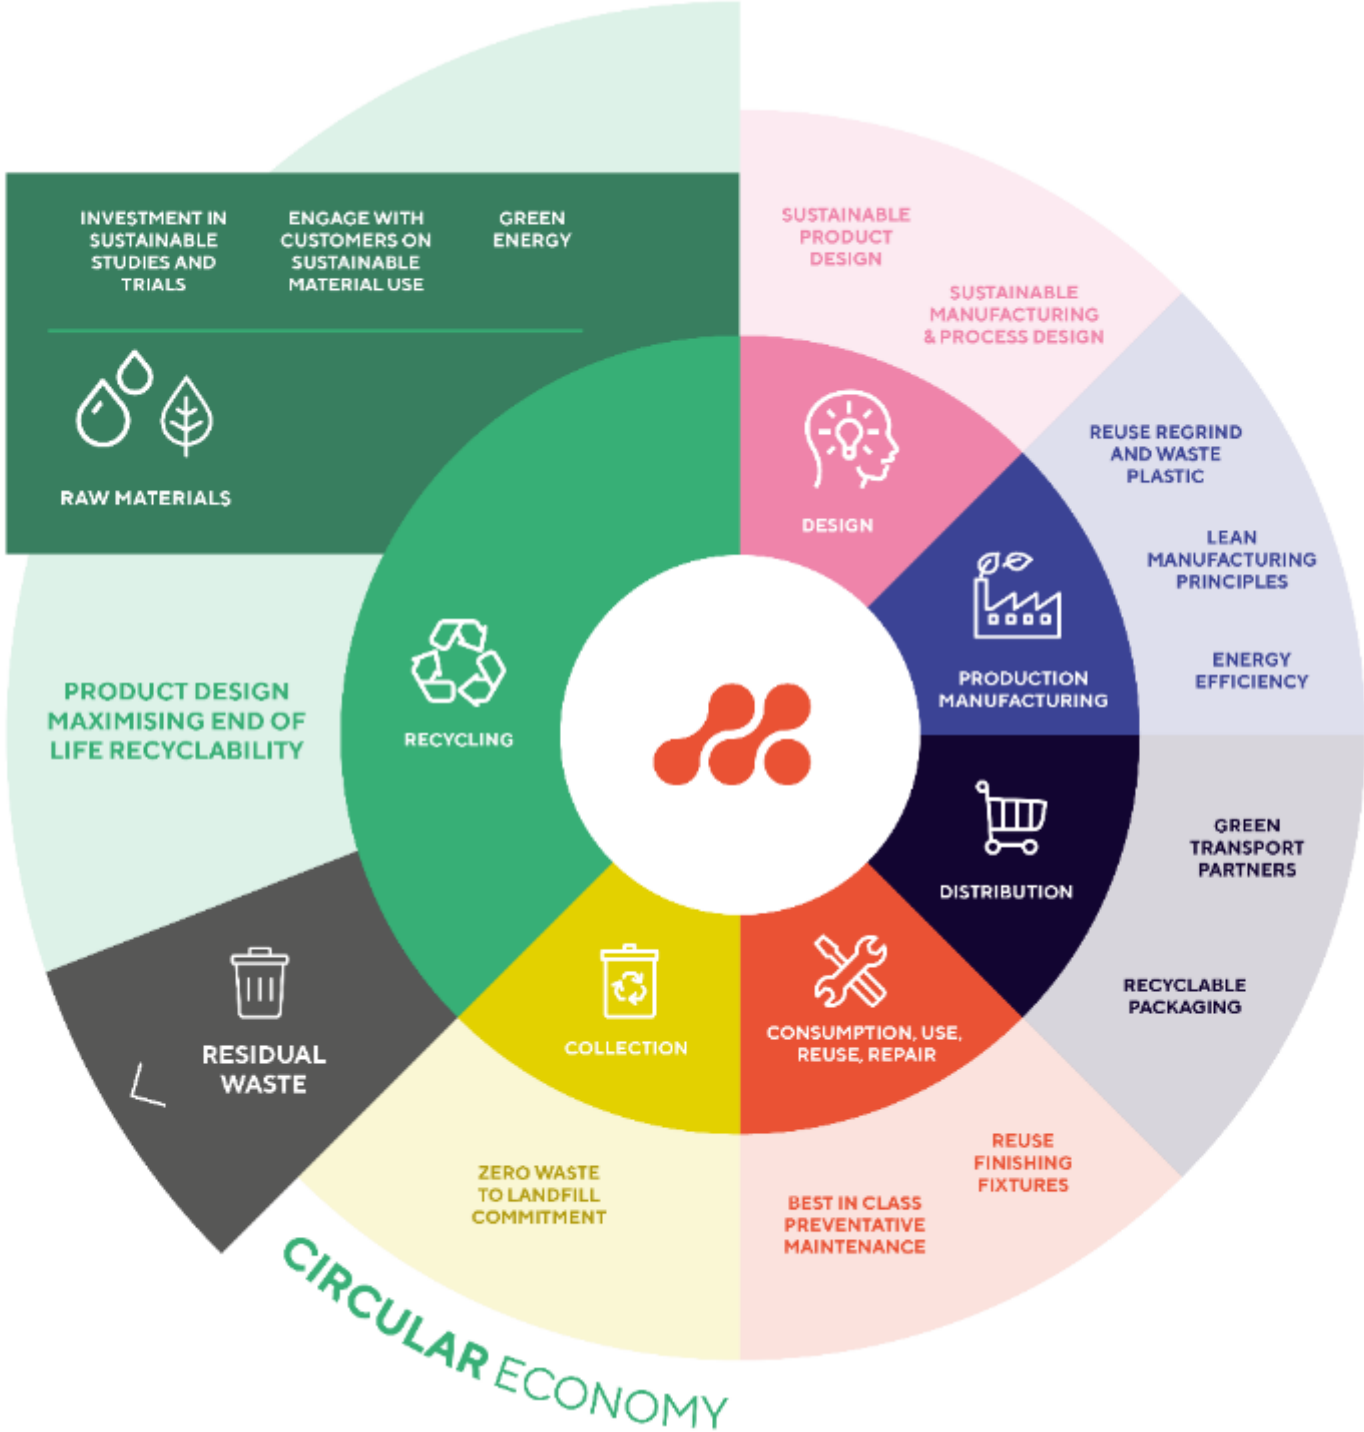 INVESTMENT IN
SUSTAINABLE
STUDIES AND
TRIALS
ENGAGE WITH
CUSTOMERS ON
SUSTAINABLE
MATERIAL USE
GREEN
ENERGY
RAW MATERIALS
SUSTAINABLE
PRODUCT
DESIGN
SUSTAINABLE
MANUFACTURING
& PROCESS DESIGN
DESIGN
REUSE REGRIND
AND WASTE
PLASTIC
LEAN
MANUFACTURING
PRINCIPLES
ENERGY
EFFICIENCY
PRODUCTION
MANUFACTURING
GREEN
TRANSPORT
PARTNERS
RECYCLABLE
PACKAGING
DISTRIBUTION
CONSUMPTION, USE,
REUSE, REPAIR
REUSE
FINISHING
FIXTURES
BEST IN CLASS
PREVENTATIVE
MAINTENANCE
COLLECTION
ZERO WASTE
TO LANDFILL
COMMITMENT
RECYCLING
PRODUCT DESIGN
MAXIMISING END OF
LIFE RECYCLABILITY
RESIDUAL
WASTE
CIRCULAR ECONOMY